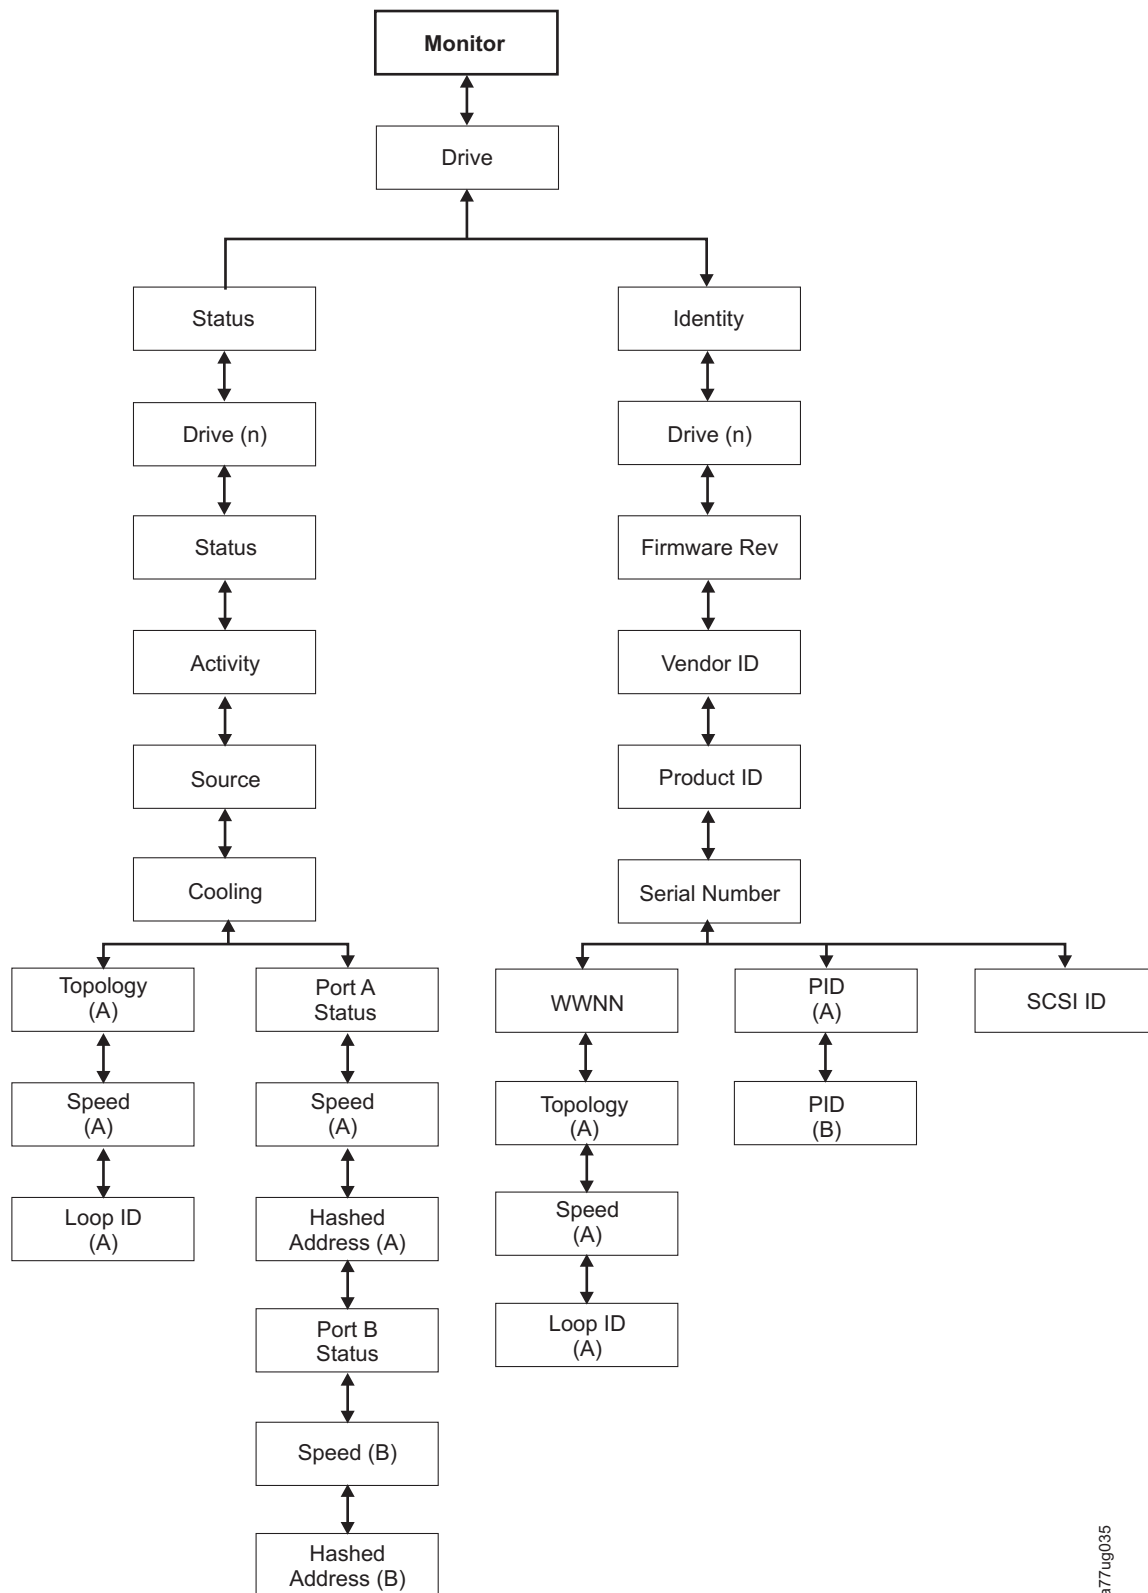 Monitor
Drive
Status
Identity
Drive (n)
Drive (n)
Status
Firmware Rev
Activity
Vendor ID
Source
Product ID
Cooling
Serial Number
Topology
(A)
Port A
Status
WWNN
PID
(A)
SCSI ID
Speed
(A)
Speed
(A)
Topology
(A)
PID
(B)
Loop ID
(A)
Hashed
Address (A)
Speed
(A)
Port B
Status
Loop ID
(A)
Speed (B)
Hashed
Address (B)
a77ug035